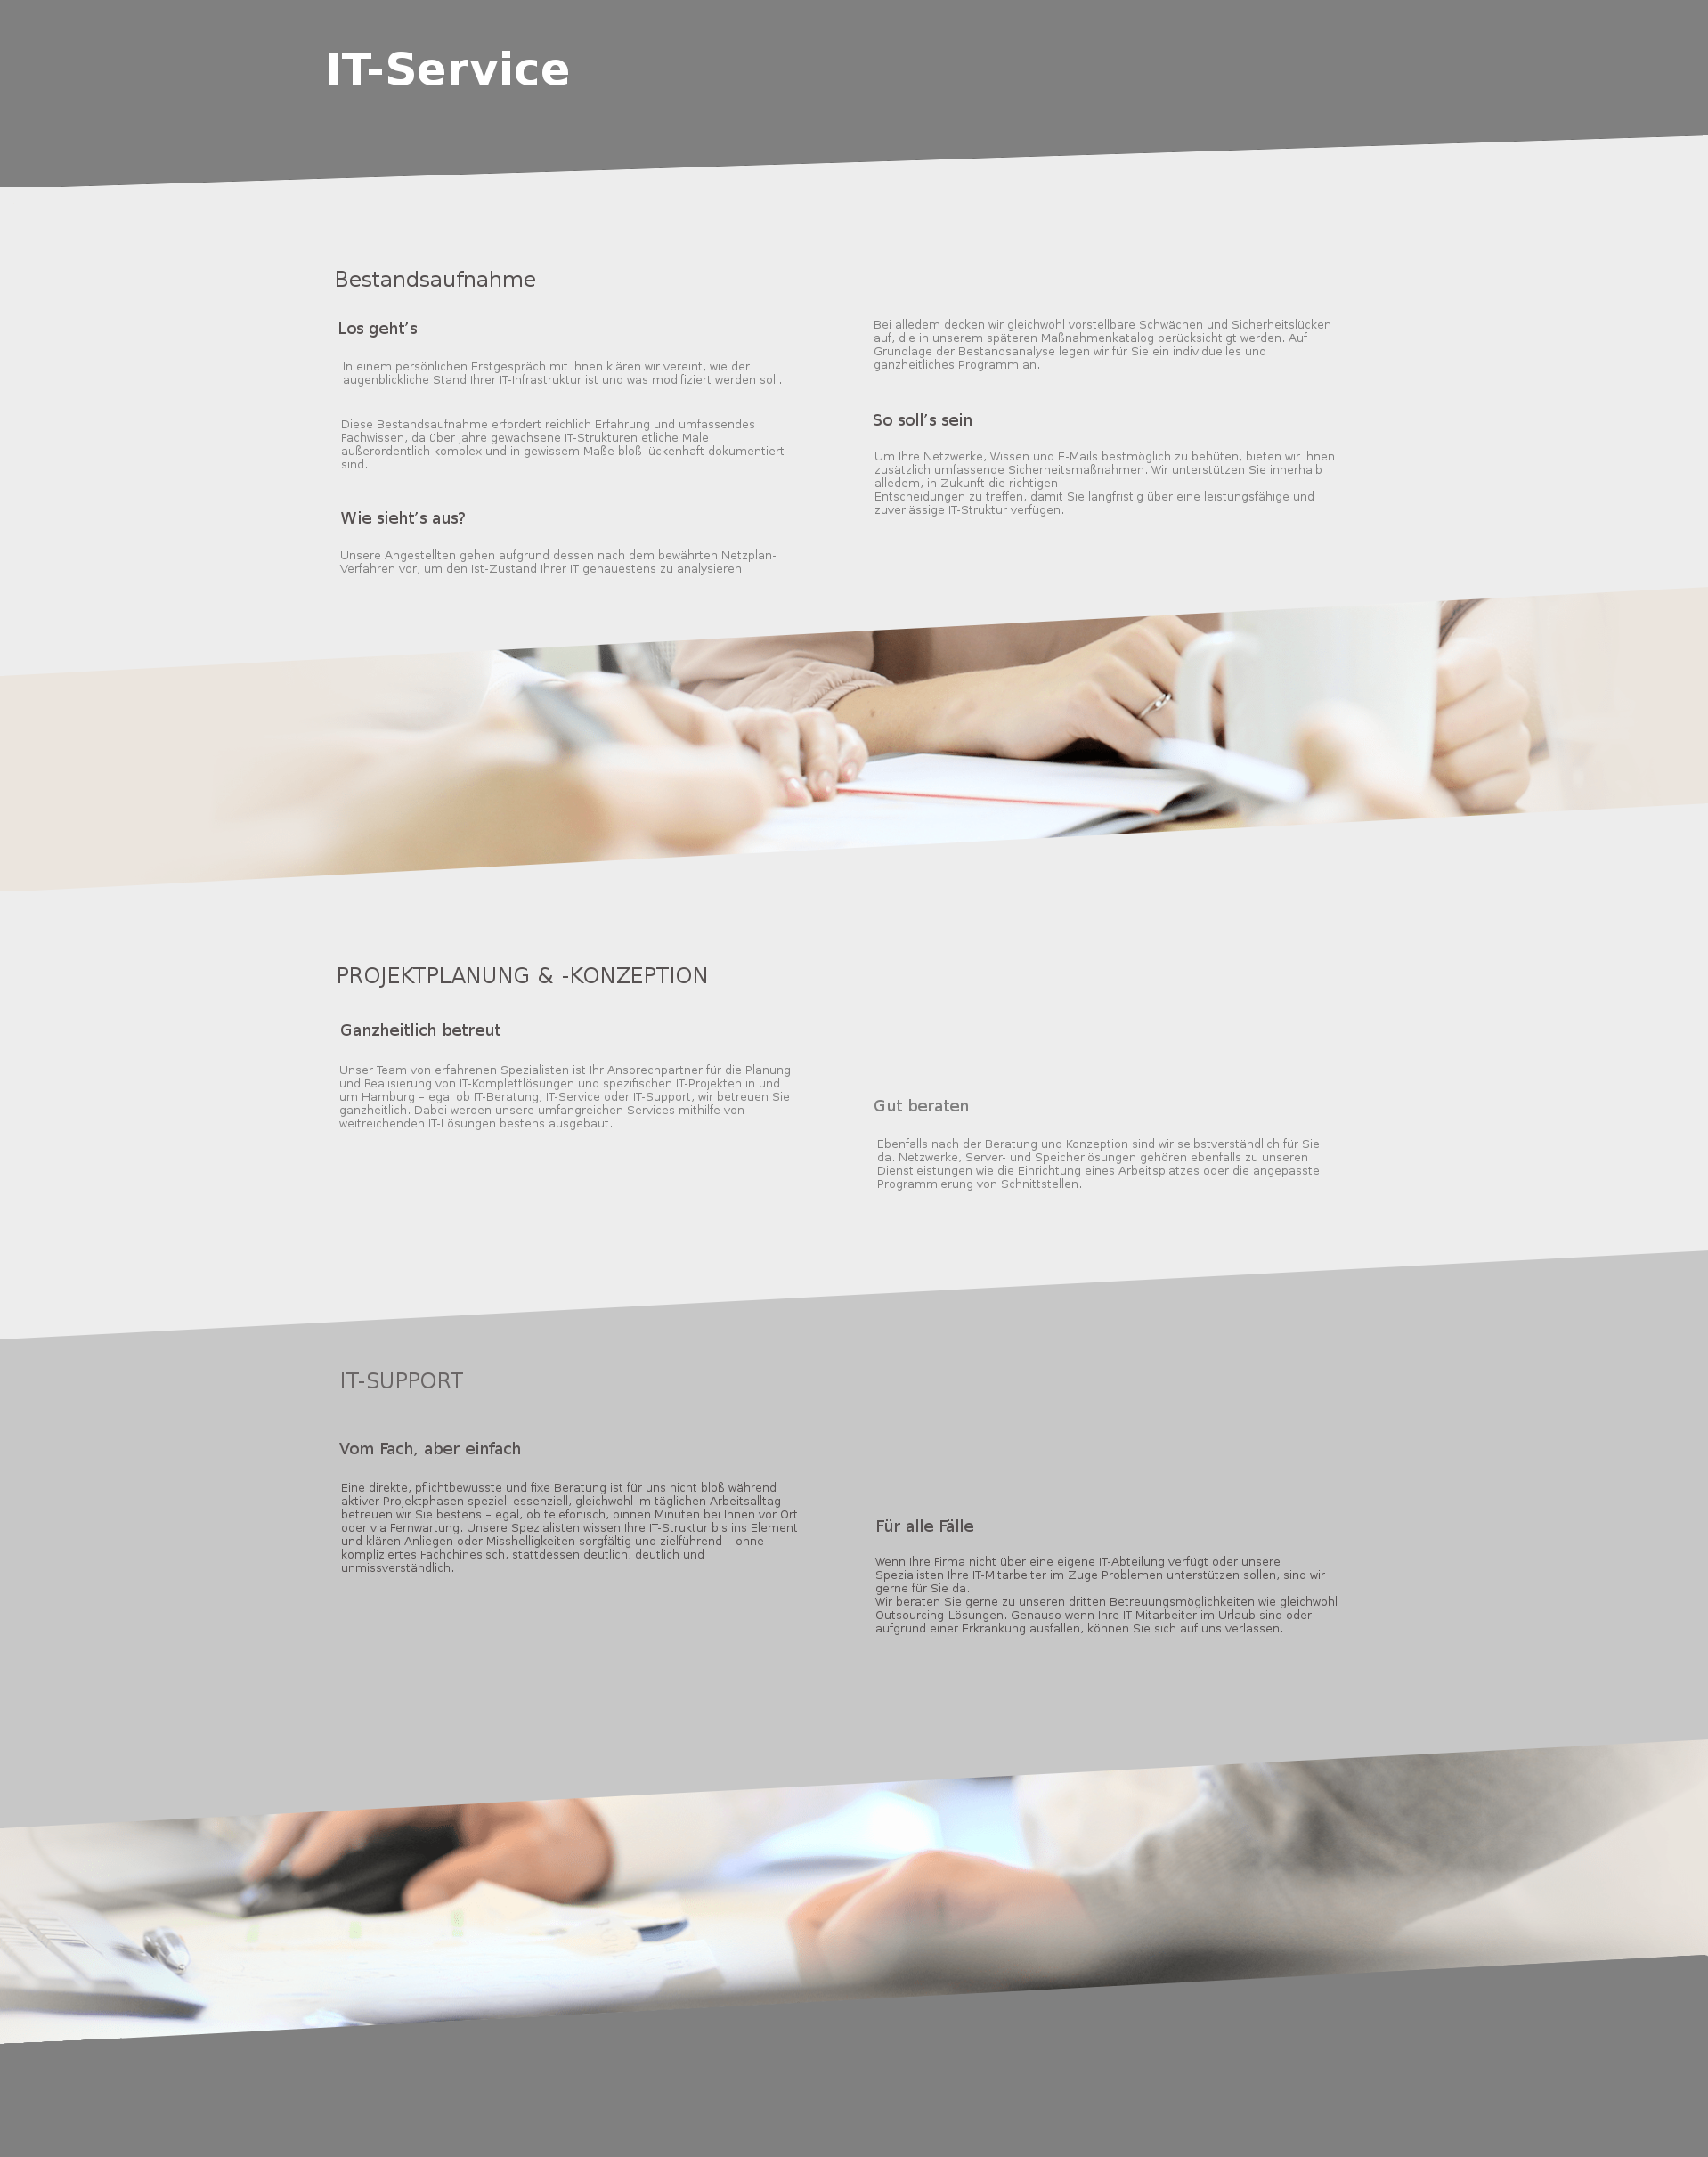 IT-Service
Bestandsaufnahme
Los geht’s
In einem persönlichen Erstgespräch mit Ihnen klären wir vereint, wie der
augenblickliche Stand Ihrer IT-Infrastruktur ist und was modifiziert werden soll.
Diese Bestandsaufnahme erfordert reichlich Erfahrung und umfassendes
Fachwissen, da über Jahre gewachsene IT-Strukturen etliche Male
außerordentlich komplex und in gewissem Maße bloß lückenhaft dokumentiert
sind.
Wie sieht’s aus?
Unsere Angestellten gehen aufgrund dessen nach dem bewährten Netzplan-
Verfahren vor, um den Ist-Zustand Ihrer IT genauestens zu analysieren.
Bei alledem decken wir gleichwohl vorstellbare Schwächen und Sicherheitslücken
auf, die in unserem späteren Maßnahmenkatalog berücksichtigt werden. Auf
Grundlage der Bestandsanalyse legen wir für Sie ein individuelles und
ganzheitliches Programm an.
So soll’s sein
Um Ihre Netzwerke, Wissen und E-Mails bestmöglich zu behüten, bieten wir Ihnen
zusätzlich umfassende Sicherheitsmaßnahmen. Wir unterstützen Sie innerhalb
alledem, in Zukunft die richtigen
Entscheidungen zu treffen, damit Sie langfristig über eine leistungsfähige und
zuverlässige IT-Struktur verfügen.
PROJEKTPLANUNG & -KONZEPTION
Ganzheitlich betreut
Unser Team von erfahrenen Spezialisten ist Ihr Ansprechpartner für die Planung
und Realisierung von IT-Komplettlösungen und spezifischen IT-Projekten in und
um Hamburg – egal ob IT-Beratung, IT-Service oder IT-Support, wir betreuen Sie
ganzheitlich. Dabei werden unsere umfangreichen Services mithilfe von
weitreichenden IT-Lösungen bestens ausgebaut.
Gut beraten
Ebenfalls nach der Beratung und Konzeption sind wir selbstverständlich für Sie
da. Netzwerke, Server- und Speicherlösungen gehören ebenfalls zu unseren
Dienstleistungen wie die Einrichtung eines Arbeitsplatzes oder die angepasste
Programmierung von Schnittstellen.
IT-SUPPORT
Vom Fach, aber einfach
Eine direkte, pflichtbewusste und fixe Beratung ist für uns nicht bloß während
aktiver Projektphasen speziell essenziell, gleichwohl im täglichen Arbeitsalltag
betreuen wir Sie bestens – egal, ob telefonisch, binnen Minuten bei Ihnen vor Ort
oder via Fernwartung. Unsere Spezialisten wissen Ihre IT-Struktur bis ins Element
und klären Anliegen oder Misshelligkeiten sorgfältig und zielführend – ohne
kompliziertes Fachchinesisch, stattdessen deutlich, deutlich und
unmissverständlich.
Für alle Fälle
Wenn Ihre Firma nicht über eine eigene IT-Abteilung verfügt oder unsere
Spezialisten Ihre IT-Mitarbeiter im Zuge Problemen unterstützen sollen, sind wir
gerne für Sie da.
Wir beraten Sie gerne zu unseren dritten Betreuungsmöglichkeiten wie gleichwohl
Outsourcing-Lösungen. Genauso wenn Ihre IT-Mitarbeiter im Urlaub sind oder
aufgrund einer Erkrankung ausfallen, können Sie sich auf uns verlassen.